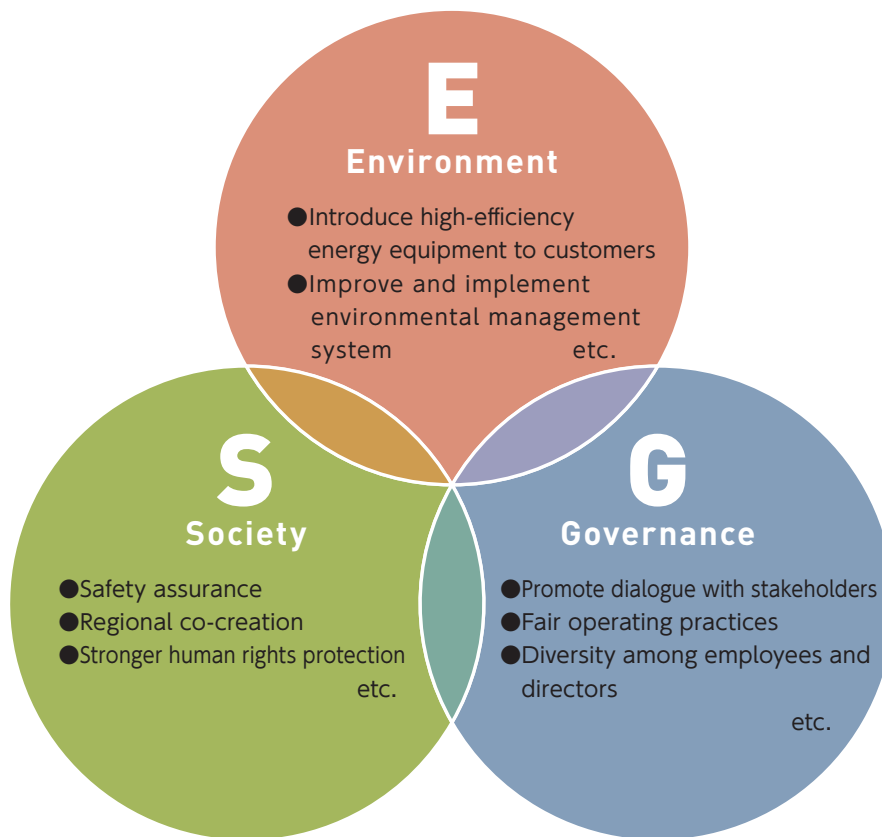 E
Environment
●Introduce high-efficiency
energy equipment to customers
●Improve and implement
environmental management
system etc.
S
Society
●Safety assurance
●Regional co-creation
●Stronger human rights protection
etc.
G
Governance
●Promote dialogue with stakeholders
●Fair operating practices
●Diversity among employees and
directors
etc.